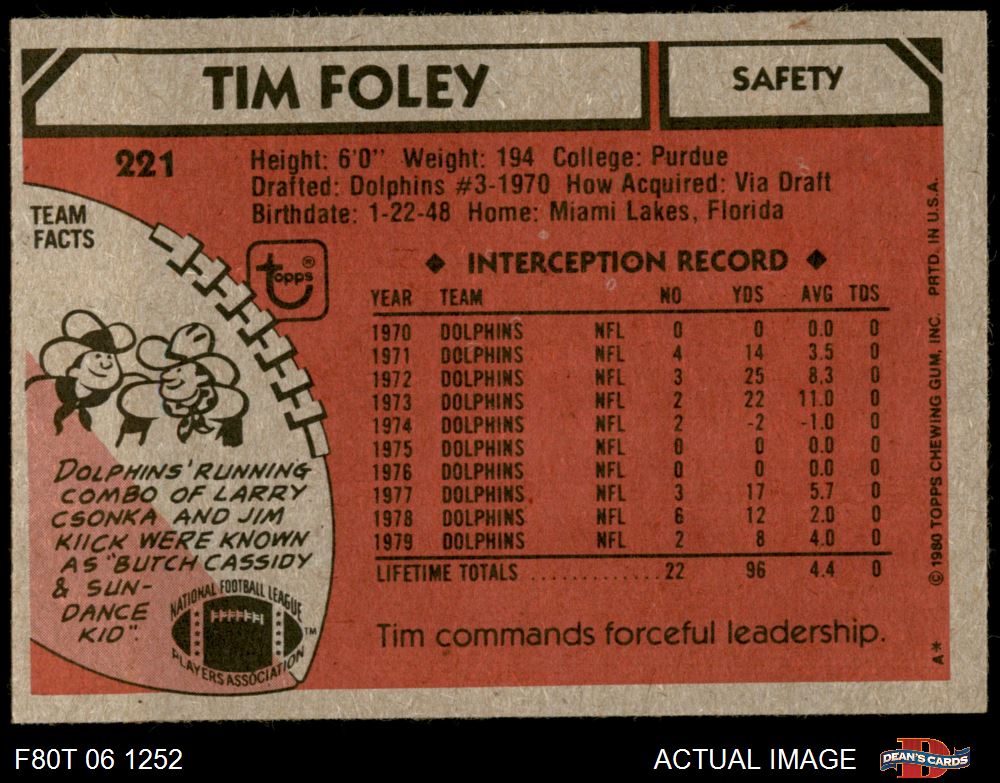 TIM FOLEY
SAFETY
221
Height: 6'0" Weight: 194 College: Purdue
Drafted: Dolphins #3-1970 How Acquired: Via Draft
Birthdate: 1-22-48 Home: Miami Lakes, Florida
TEAM
FACTS
topps®
◆ INTERCEPTION RECORD ◆
YEAR TEAM NO YDS AVG TDS
1970 DOLPHINS NFL 0 0 0.0 0
1971 DOLPHINS NFL 4 14 3.5 0
1972 DOLPHINS NFL 3 25 8.3 0
1973 DOLPHINS NFL 2 22 11.0 0
1974 DOLPHINS NFL 2 -2 -1.0 0
1975 DOLPHINS NFL 0 0 0.0 0
1976 DOLPHINS NFL 0 0 0.0 0
1977 DOLPHINS NFL 3 17 5.7 0
1978 DOLPHINS NFL 6 12 2.0 0
1979 DOLPHINS NFL 2 8 4.0 0
LIFETIME TOTALS .............. 22 96 4.4 0
Tim commands forceful leadership.
DOLPHINS' RUNNING
COMBO OF LARRY
CSONKA AND JIM
KIICK WERE KNOWN
AS "BUTCH CASSIDY
& SUN-
DANCE
KID".
NATIONAL FOOTBALL LEAGUE
PLAYERS ASSOCIATION
TM
© 1980 TOPPS CHEWING GUM, INC. PRTD. IN U.S.A.
A*
F80T 06 1252
ACTUAL IMAGE
DEAN'S CARDS